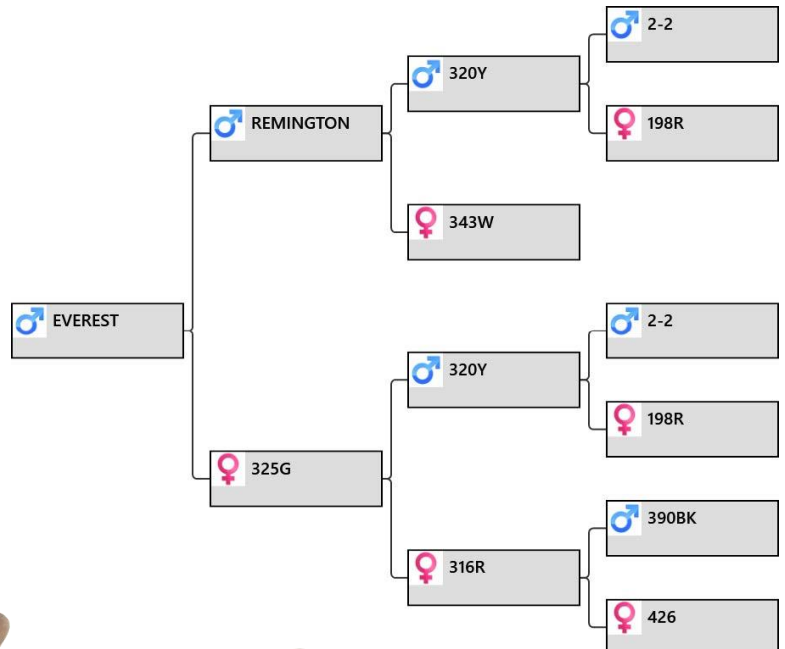 2-2
320Y
198R
REMINGTON
343W
EVEREST
2-2
320Y
198R
325G
390BK
316R
426